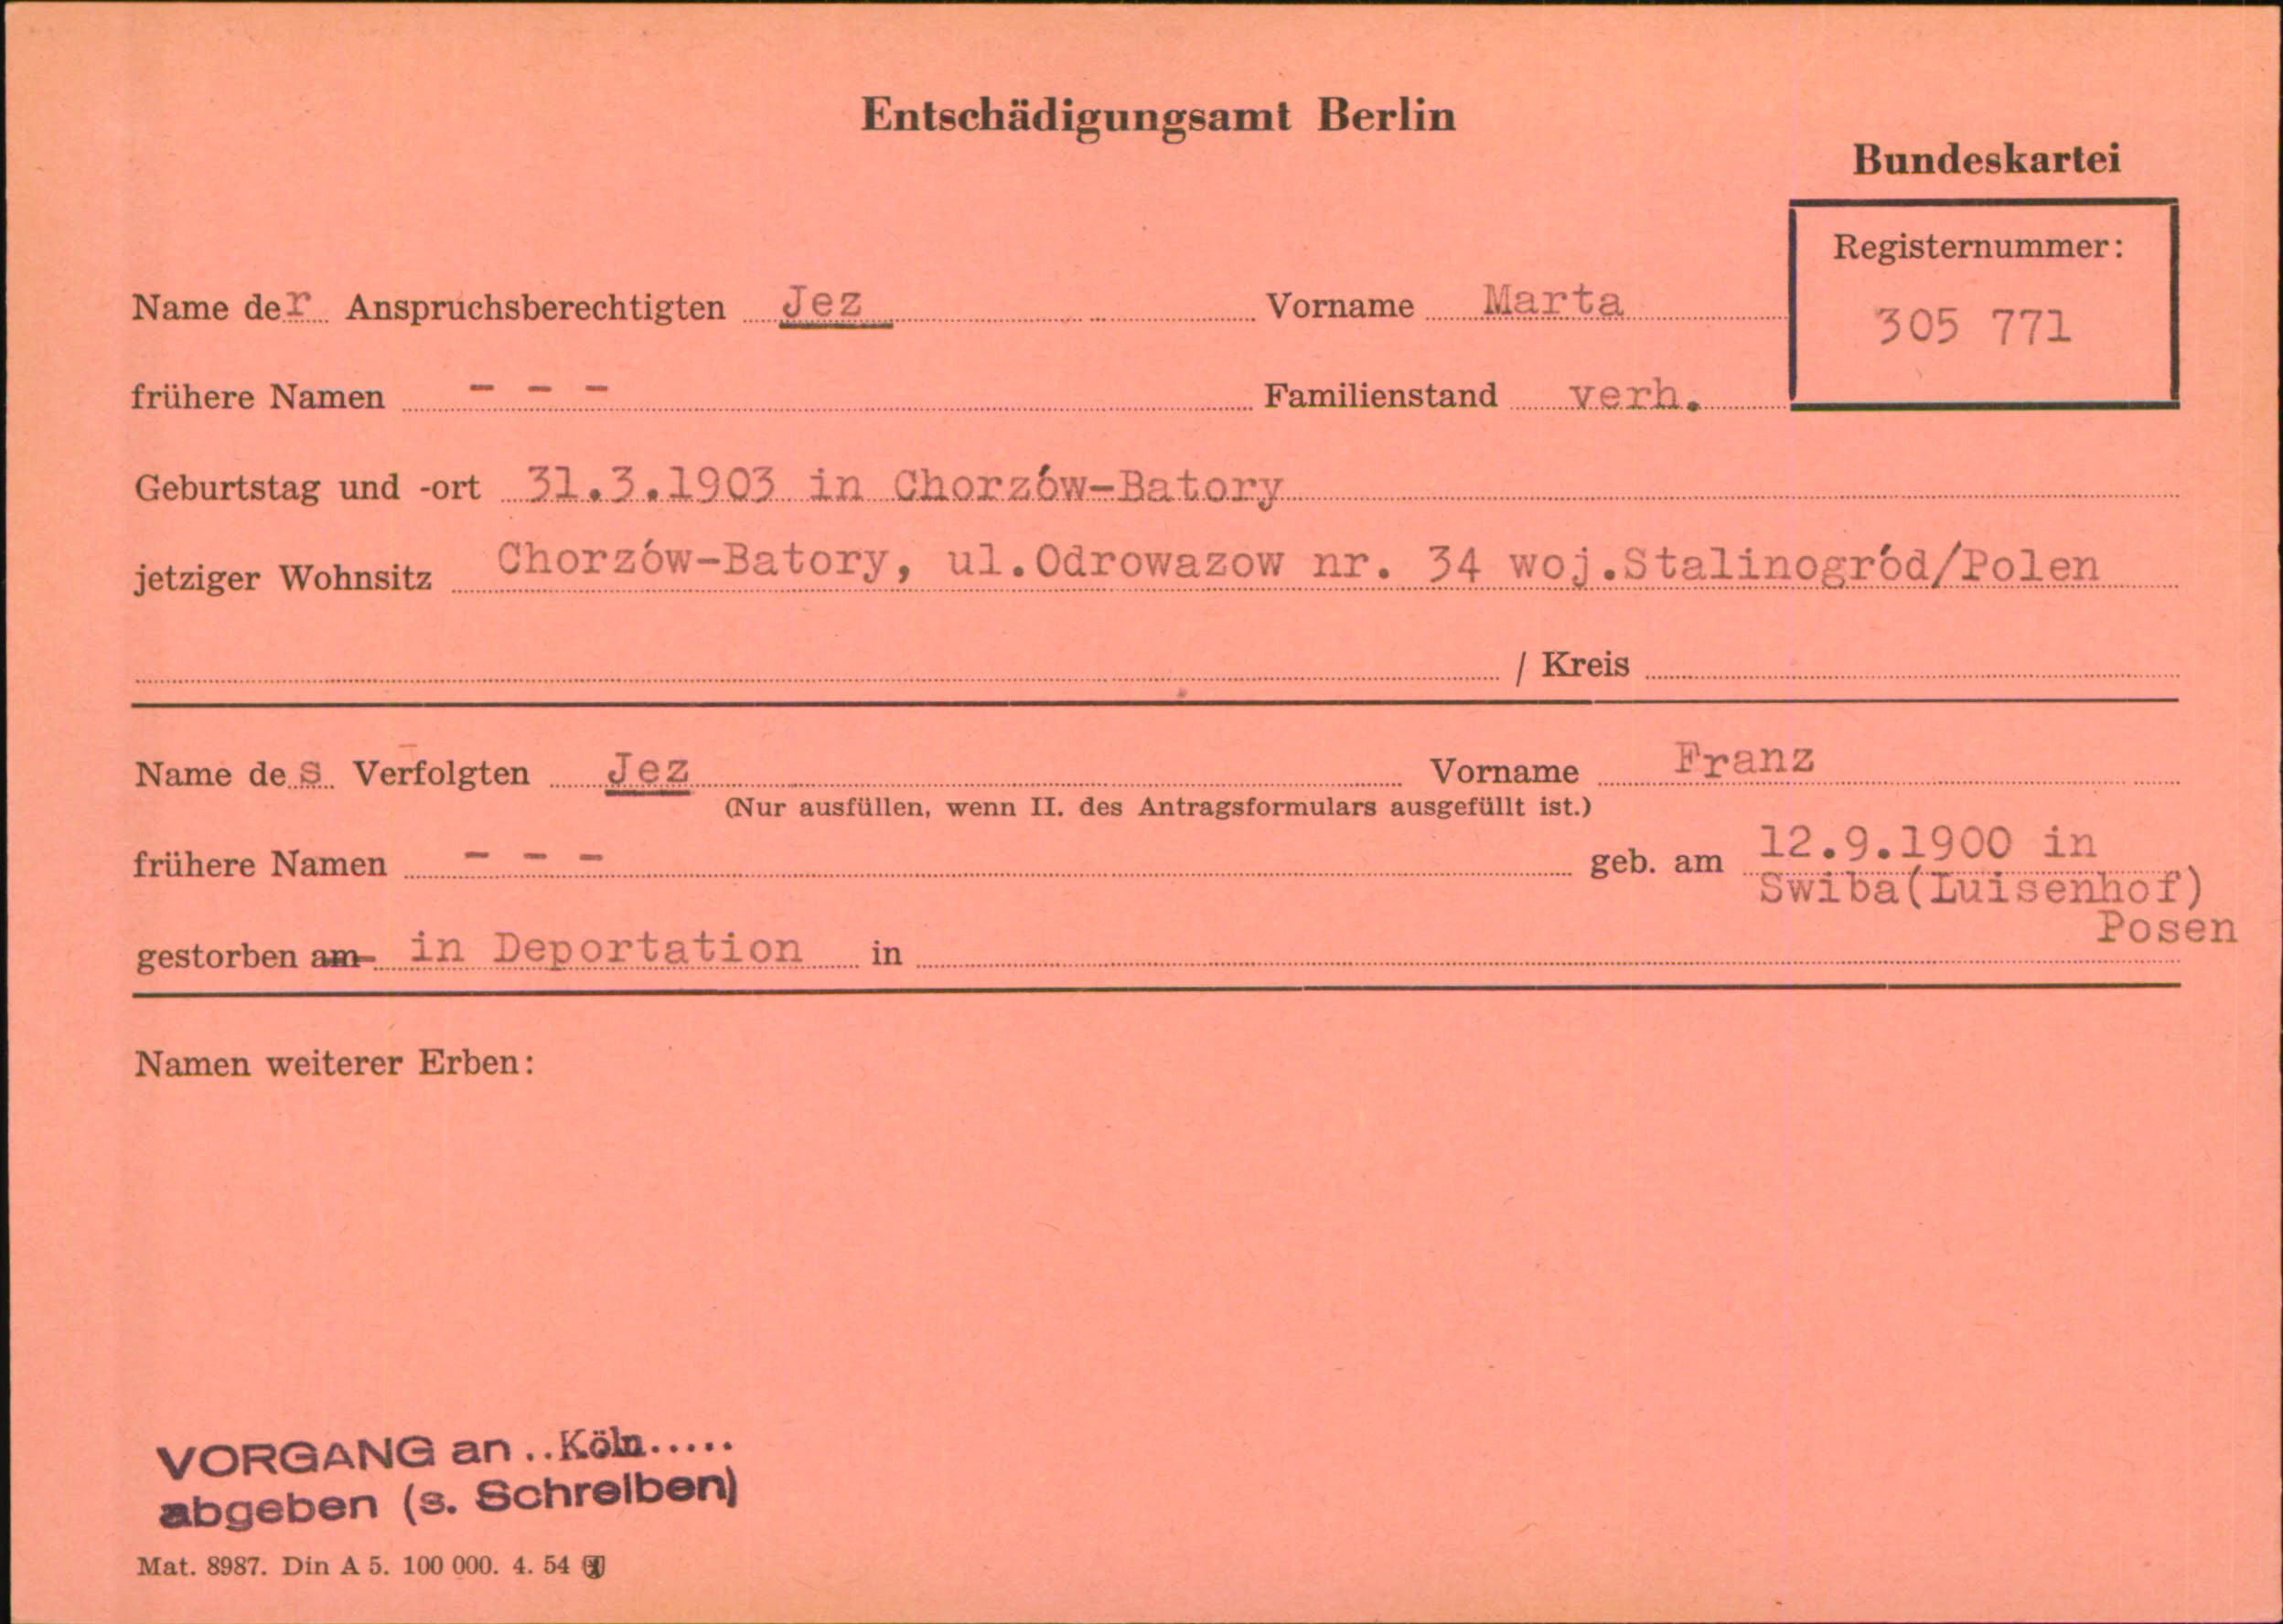 Entschädigungsamt Berlin
Bundeskartei
Registernummer:
305 771
Name der Anspruchsberechtigten Jez Vorname Marta
frühere Namen - - - Familienstand verh.
Geburtstag und -ort 31.3.1903 in Chorzów-Batory
jetziger Wohnsitz Chorzów-Batory, ul.Odrowazow nr. 34 woj.Stalinogród/Polen
/ Kreis
Name des Verfolgten Jez Vorname Franz
(Nur ausfüllen, wenn II. des Antragsformulars ausgefüllt ist.)
frühere Namen - - - geb. am 12.9.1900 in
Swiba(Luisenhof)
Posen
gestorben am in Deportation in
Namen weiterer Erben:
VORGANG an ..Köln.....
abgeben (s. Schreiben)
Mat. 8987. Din A 5. 100 000. 4. 54